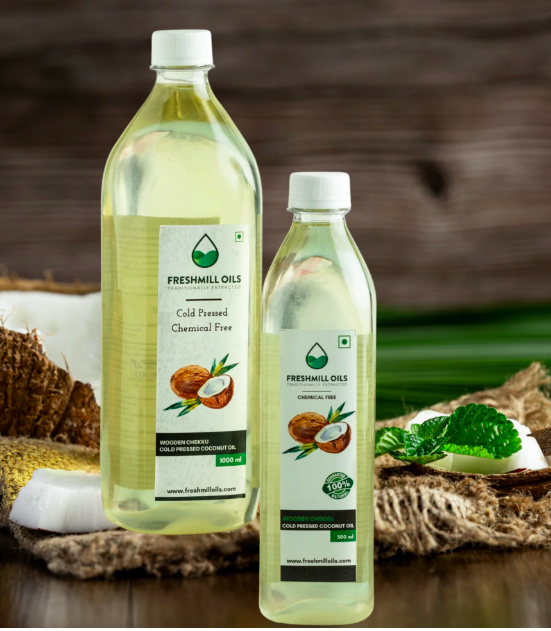 FRESHMILL OILS
TRADITIONALLY EXTRACTED
Cold Pressed
Chemical Free
WOODEN CHEKKU
COLD PRESSED COCONUT OIL
1000 ml
www.freshmilloils.com
FRESHMILL OILS
TRADITIONALLY EXTRACTED
CHEMICAL FREE
100%
WOODEN CHEKKU
COLD PRESSED COCONUT OIL
500 ml
www.freshmilloils.com